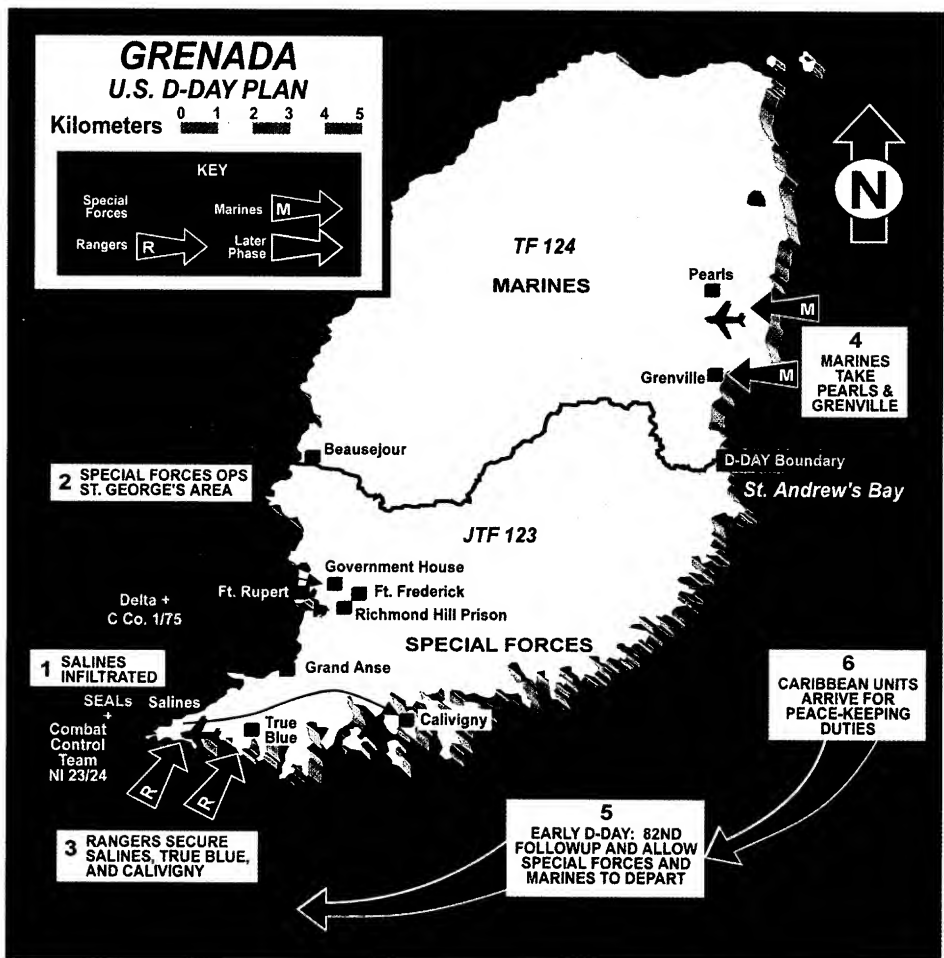 GRENADA
U.S. D-DAY PLAN
Kilometers 0 1 2 3 4 5
KEY
Special
Forces
Marines M
Rangers R
Later
Phase
N
TF 124
MARINES
Pearls
M
4
MARINES
TAKE
PEARLS &
GRENVILLE
Grenville
M
Beausejour
D-DAY Boundary
2 SPECIAL FORCES OPS
ST. GEORGE'S AREA
St. Andrew's Bay
JTF 123
Government House
Ft. Rupert
Ft. Frederick
Richmond Hill Prison
Delta +
C Co. 1/75
SPECIAL FORCES
1 SALINES
INFILTRATED
Grand Anse
6
CARIBBEAN UNITS
ARRIVE FOR
PEACE-KEEPING
DUTIES
SEALs
+
Combat
Control
Team
NI 23/24
Salines
True
Blue
Calivigny
R
R
3 RANGERS SECURE
SALINES, TRUE BLUE,
AND CALIVIGNY
5
EARLY D-DAY: 82ND
FOLLOWUP AND ALLOW
SPECIAL FORCES AND
MARINES TO DEPART